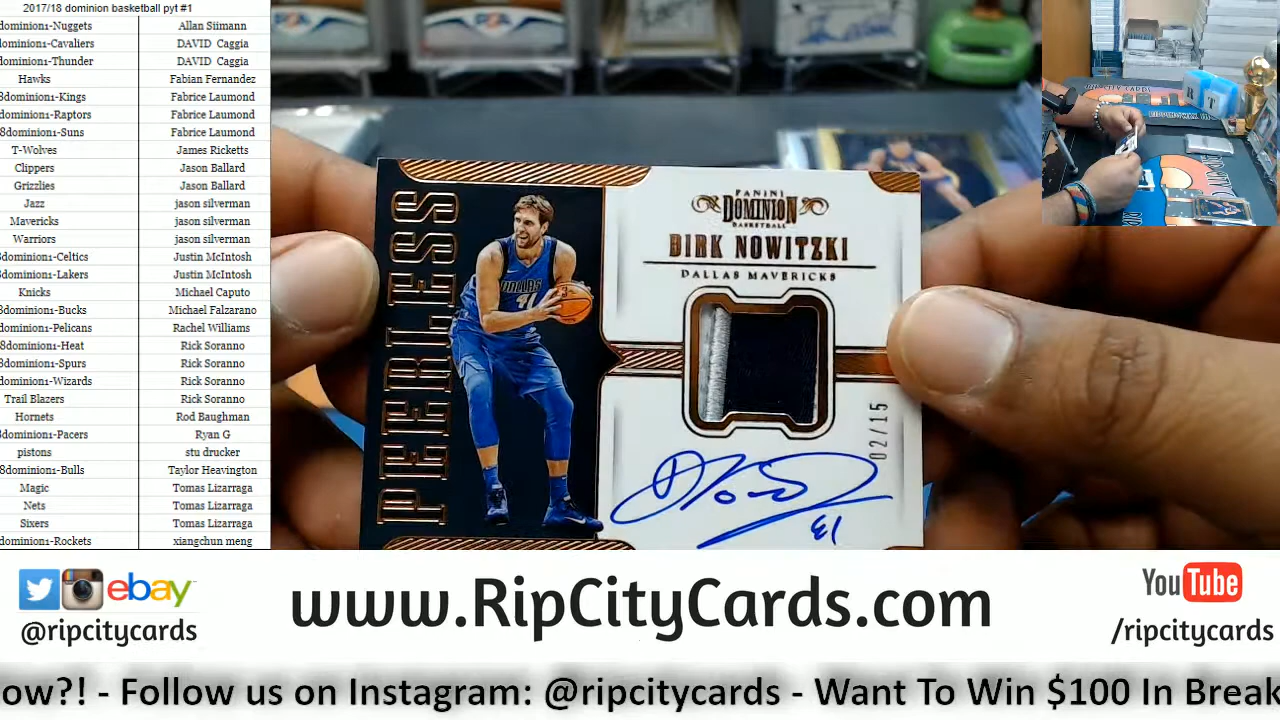 2017/18 dominion basketball pyt #1
dominion1-Nuggets Allan Siimann
dominion1-Cavaliers DAVID Caggia
dominion1-Thunder DAVID Caggia
Hawks Fabian Fernandez
8dominion1-Kings Fabrice Laumond
dominion1-Raptors Fabrice Laumond
8dominion1-Suns Fabrice Laumond
T-Wolves James Ricketts
Clippers Jason Ballard
Grizzlies Jason Ballard
Jazz jason silverman
Mavericks jason silverman
Warriors jason silverman
8dominion1-Celtics Justin McIntosh
8dominion1-Lakers Justin McIntosh
Knicks Michael Caputo
8dominion1-Bucks Michael Falzarano
dominion1-Pelicans Rachel Williams
8dominion1-Heat Rick Soranno
8dominion1-Spurs Rick Soranno
dominion1-Wizards Rick Soranno
Trail Blazers Rick Soranno
Hornets Rod Baughman
8dominion1-Pacers Ryan G
pistons stu drucker
8dominion1-Bulls Taylor Heavington
Magic Tomas Lizarraga
Nets Tomas Lizarraga
Sixers Tomas Lizarraga
dominion1-Rockets xiangchun meng
PEERLESS
DALLAS
41
PANINI
DOMINION
BASKETBALL
DIRK NOWITZKI
DALLAS MAVERICKS
02/15
41
R T
ebay
@ripcitycards
www.RipCityCards.com
YouTube
/ripcitycards
ow?! - Follow us on Instagram: @ripcitycards - Want To Win $100 In Break